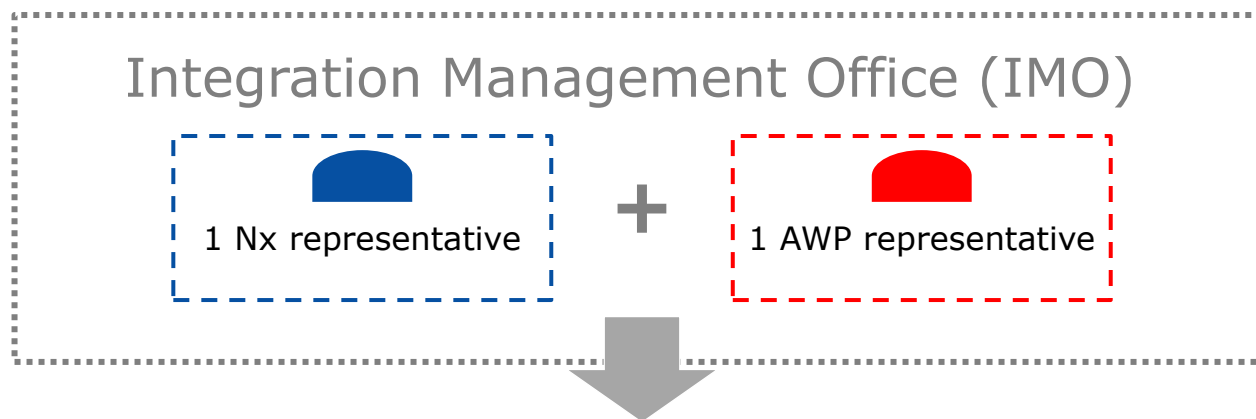 Integration Management Office (IMO)
1 Nx representative
+
1 AWP representative